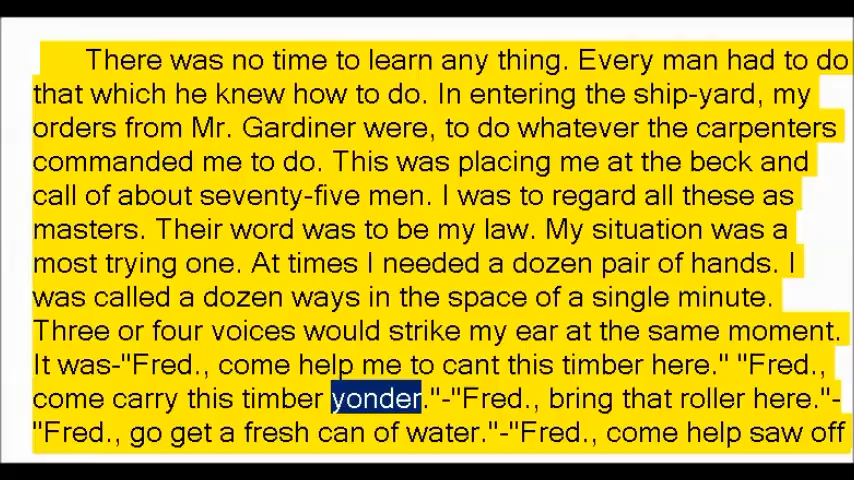 There was no time to learn any thing. Every man had to do
that which he knew how to do. In entering the ship-yard, my
orders from Mr. Gardiner were, to do whatever the carpenters
commanded me to do. This was placing me at the beck and
call of about seventy-five men. I was to regard all these as
masters. Their word was to be my law. My situation was a
most trying one. At times I needed a dozen pair of hands. I
was called a dozen ways in the space of a single minute.
Three or four voices would strike my ear at the same moment.
It was-"Fred., come help me to cant this timber here." "Fred.,
come carry this timber yonder."-"Fred., bring that roller here."-
"Fred., go get a fresh can of water."-"Fred., come help saw off